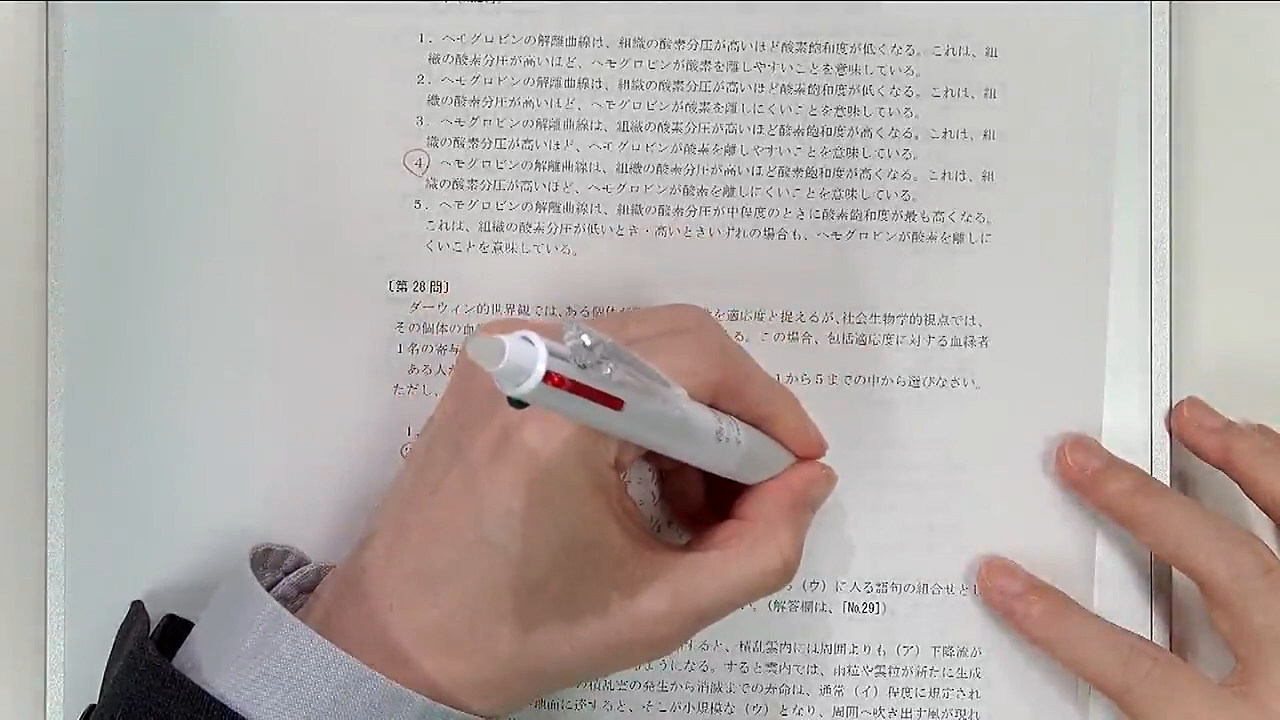 1．ヘモグロビンの解離曲線は、組織の酸素分圧が高いほど酸素飽和度が低くなる。これは、組
織の酸素分圧が高いほど、ヘモグロビンが酸素を離しやすいことを意味している。
2．ヘモグロビンの解離曲線は、組織の酸素分圧が高いほど酸素飽和度が低くなる。これは、組
織の酸素分圧が高いほど、ヘモグロビンが酸素を離しにくいことを意味している。
3．ヘモグロビンの解離曲線は、組織の酸素分圧が高いほど酸素飽和度が高くなる。これは、組
織の酸素分圧が高いほど、ヘモグロビンが酸素を離しやすいことを意味している。
4 ヘモグロビンの解離曲線は、組織の酸素分圧が高いほど酸素飽和度が高くなる。これは、組
織の酸素分圧が高いほど、ヘモグロビンが酸素を離しにくいことを意味している。
5．ヘモグロビンの解離曲線は、組織の酸素分圧が中程度のときに酸素飽和度が最も高くなる。
これは、組織の酸素分圧が低いとき・高いときいずれの場合も、ヘモグロビンが酸素を離しに
くいことを意味している。
〔第28問〕
ダーウィン的世界観では、ある個体 を適応度と捉えるが、社会生物学的視点では、
その個体の血 る。この場合、包括適応度に対する血縁者
1名の寄与
ある人が 1から5までの中から選びなさい。
ただし、
1．
（ウ）に入る語句の組合せとし
い。（解答欄は、［No.29］）
すると、積乱雲内には周囲よりも（ア）下降流が
ようになる。すると雲内では、雨粒や雲粒が新たに生成
の積乱雲の発生から消滅までの寿命は、通常（イ）程度に規定され
地面に達すると、そこが小規模な（ウ）となり、周囲へ吹き出す風が現れ